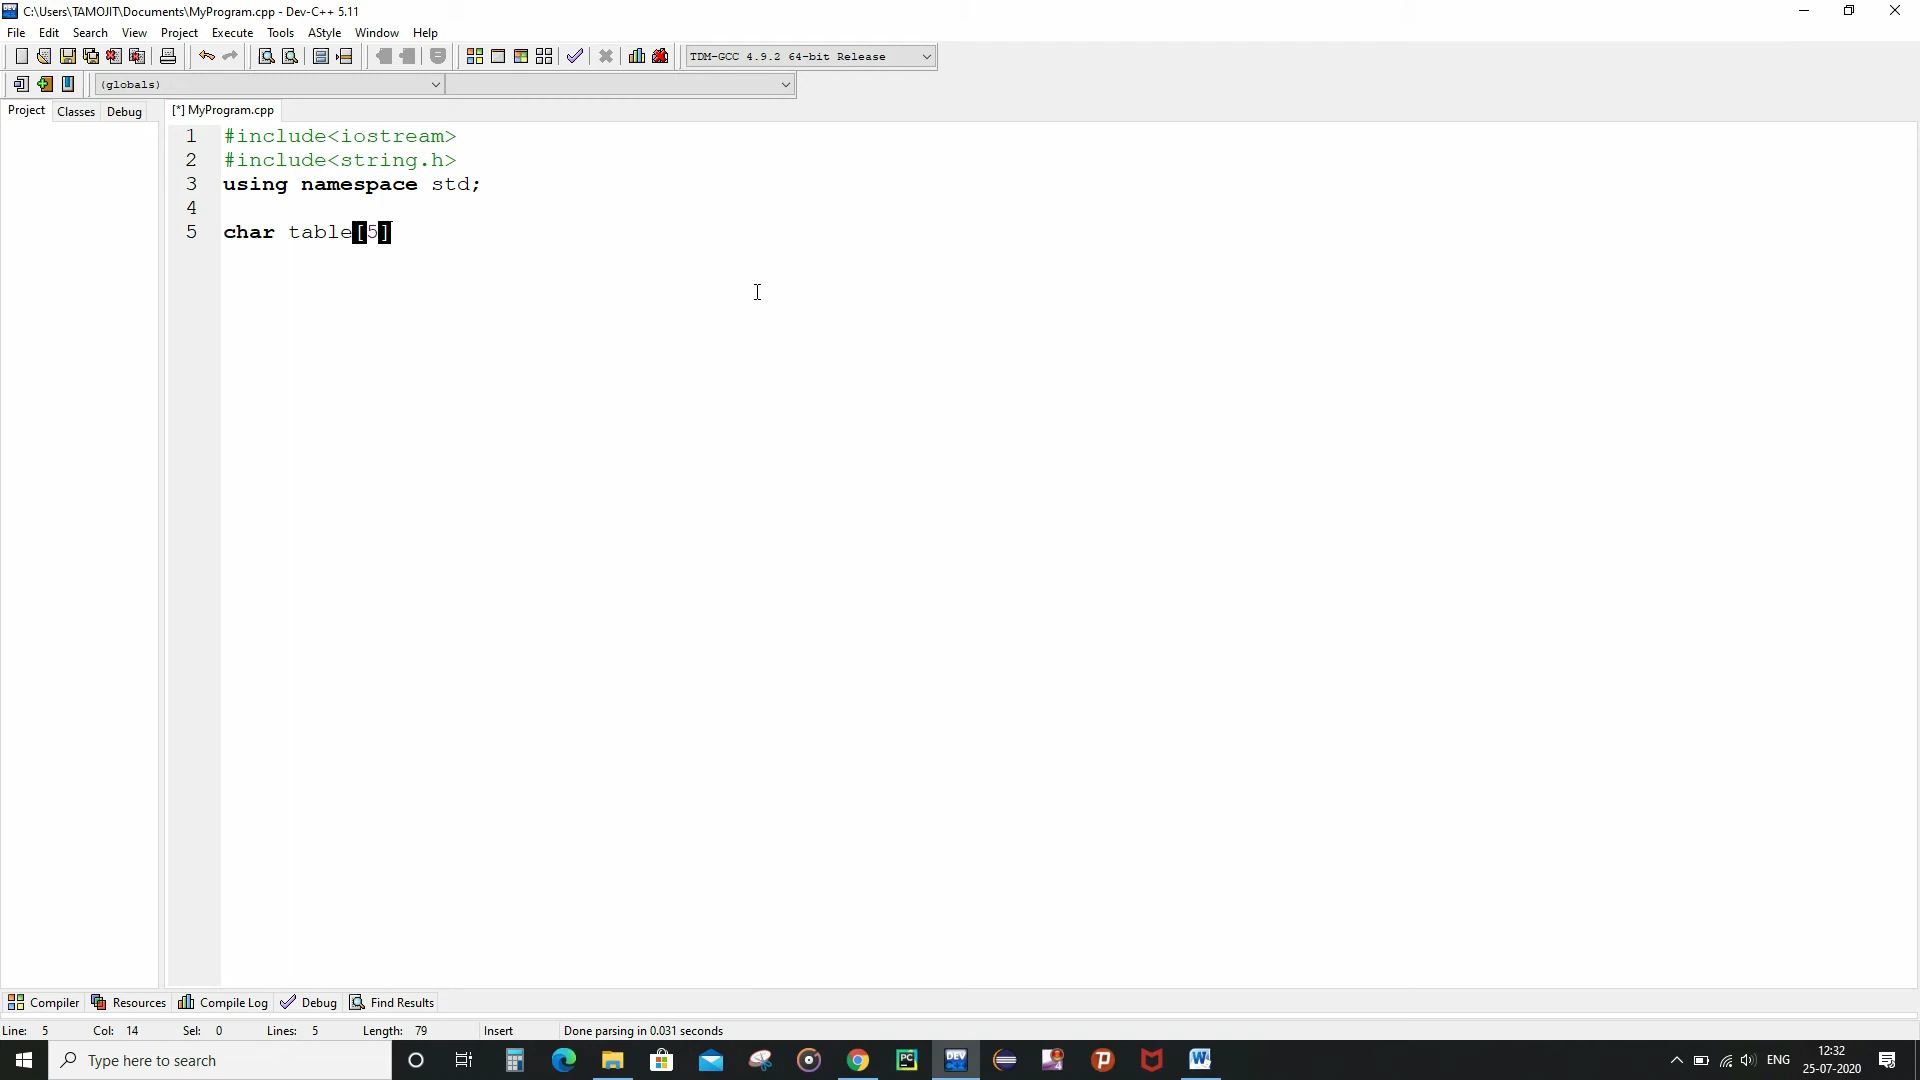 C:\Users\TAMOJIT\Documents\MyProgram.cpp - Dev-C++ 5.11
File Edit Search View Project Execute Tools AStyle Window Help
TDM-GCC 4.9.2 64-bit Release
(globals)
Project Classes Debug [*] MyProgram.cpp
1 #include<iostream>
2 #include<string.h>
3 using namespace std;
4
5 char table[5]
Compiler Resources Compile Log Debug Find Results
Line: 5 Col: 14 Sel: 0 Lines: 5 Length: 79 Insert Done parsing in 0.031 seconds
Type here to search ENG 12:32
25-07-2020